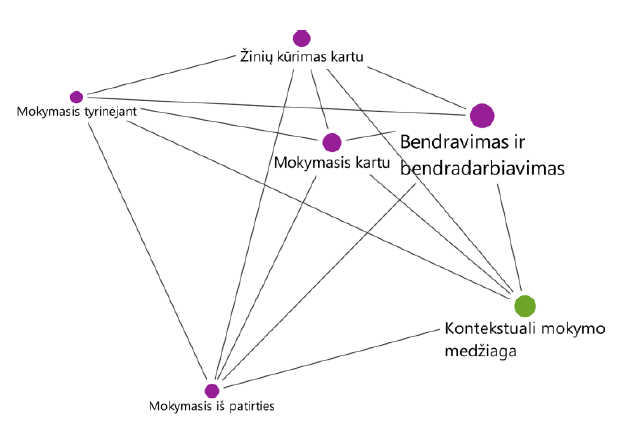 Žinių kūrimas kartu
Mokymasis tyrinėjant
Bendravimas ir
bendradarbiavimas
Mokymasis kartu
Kontekstuali mokymo
medžiaga
Mokymasis iš patirties